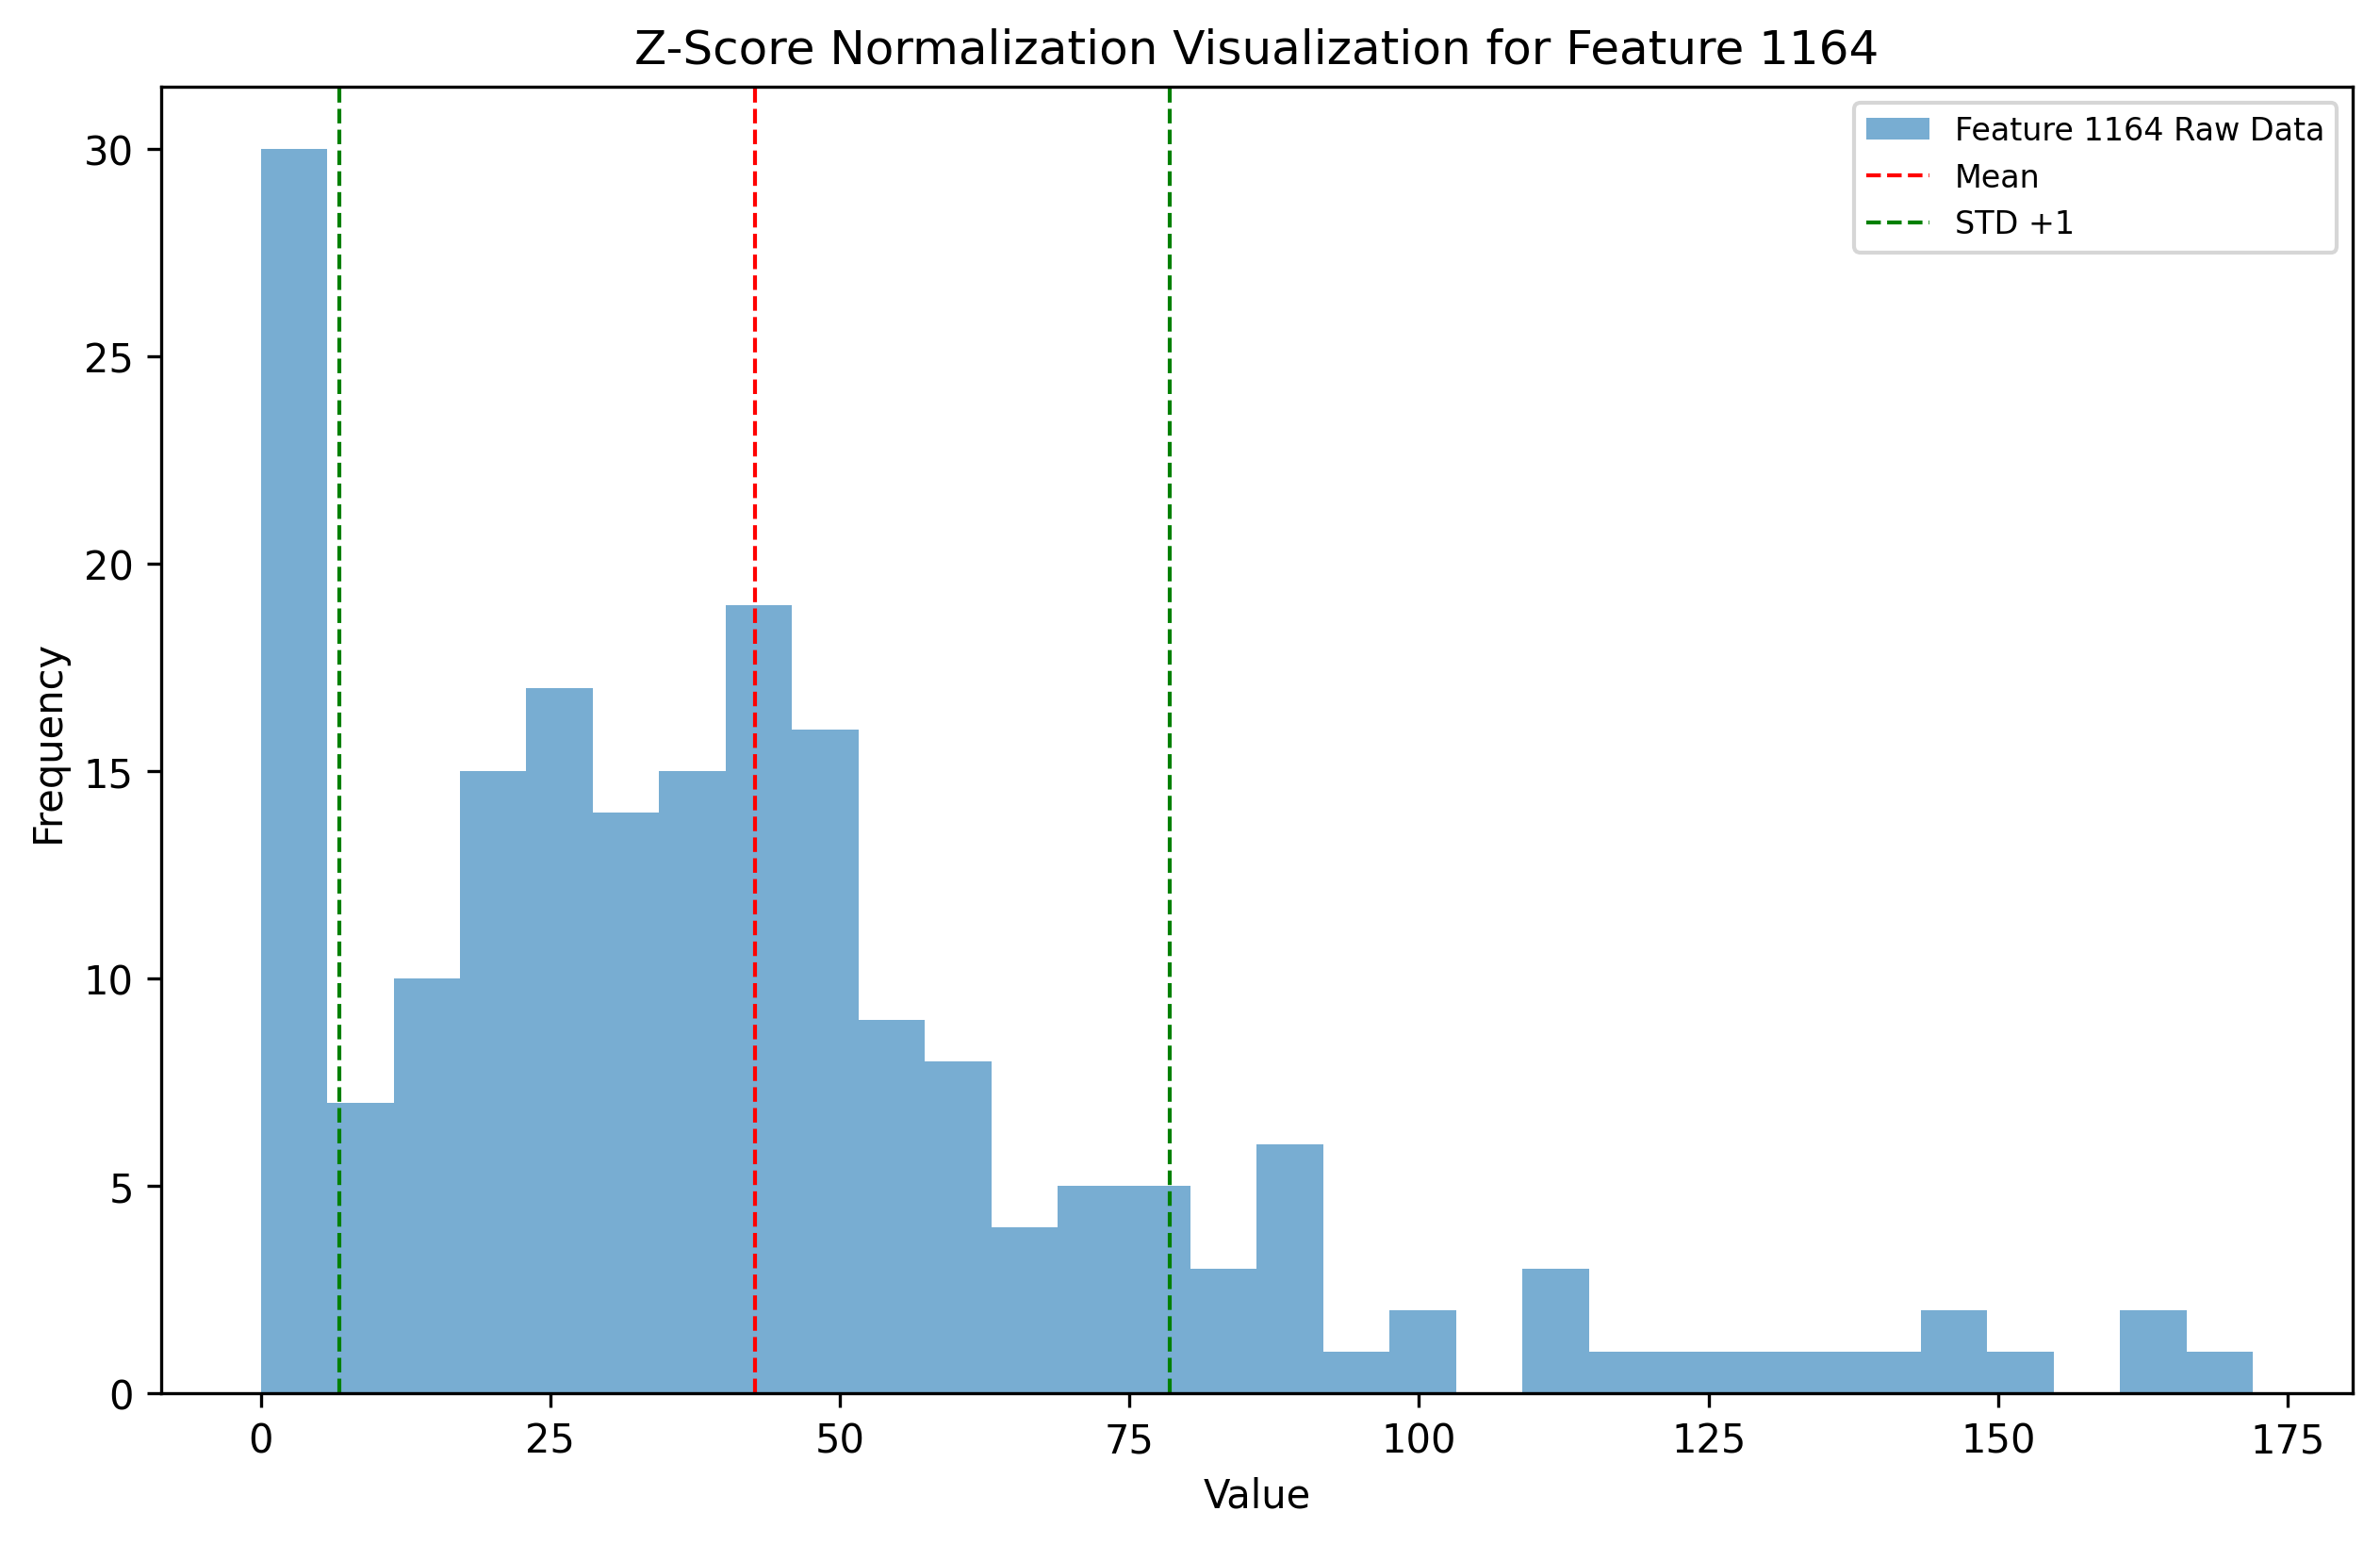 Z-Score Normalization Visualization for Feature 1164
Feature 1164 Raw Data
Mean
STD +1
30
25
20
15
10
5
0
Frequency
0 25 50 75 100 125 150 175
Value